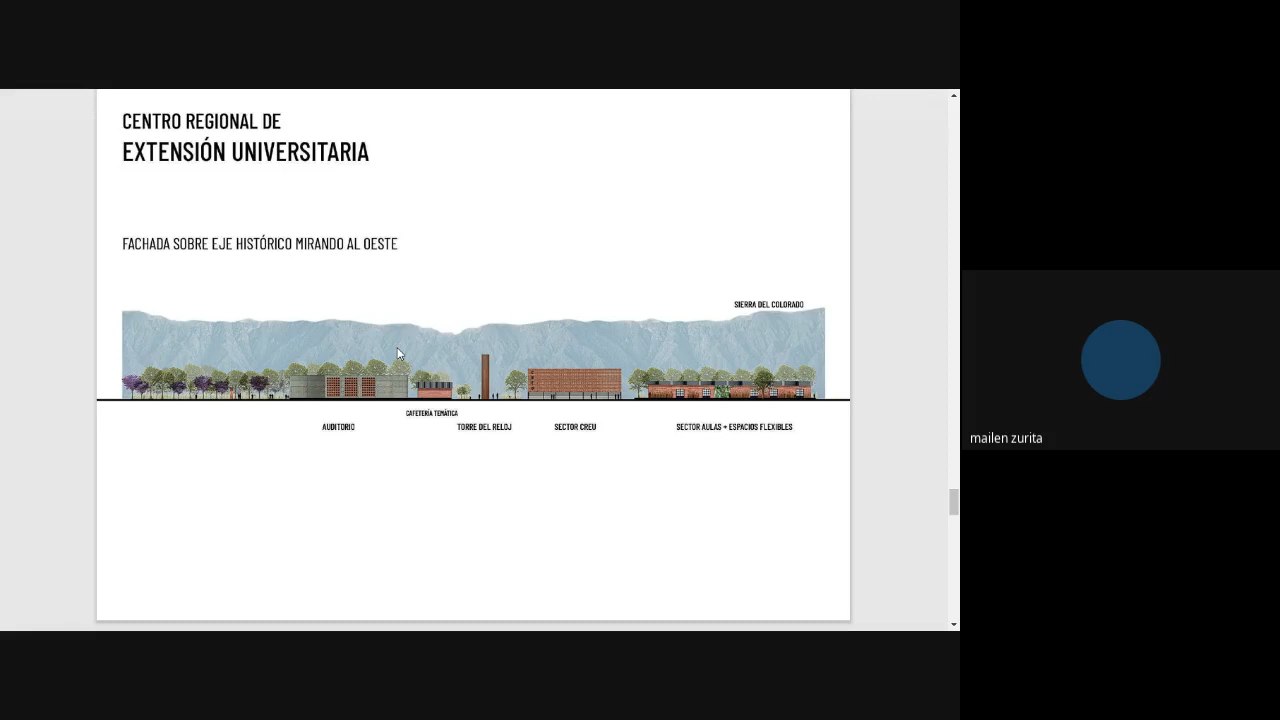 CENTRO REGIONAL DE
EXTENSIÓN UNIVERSITARIA
FACHADA SOBRE EJE HISTÓRICO MIRANDO AL OESTE
SIERRA DEL COLORADO
CAFETERÍA TEMÁTICA
AUDITORIO
TORRE DEL RELOJ
SECTOR CREU
SECTOR AULAS + ESPACIOS FLEXIBLES
mailen zurita